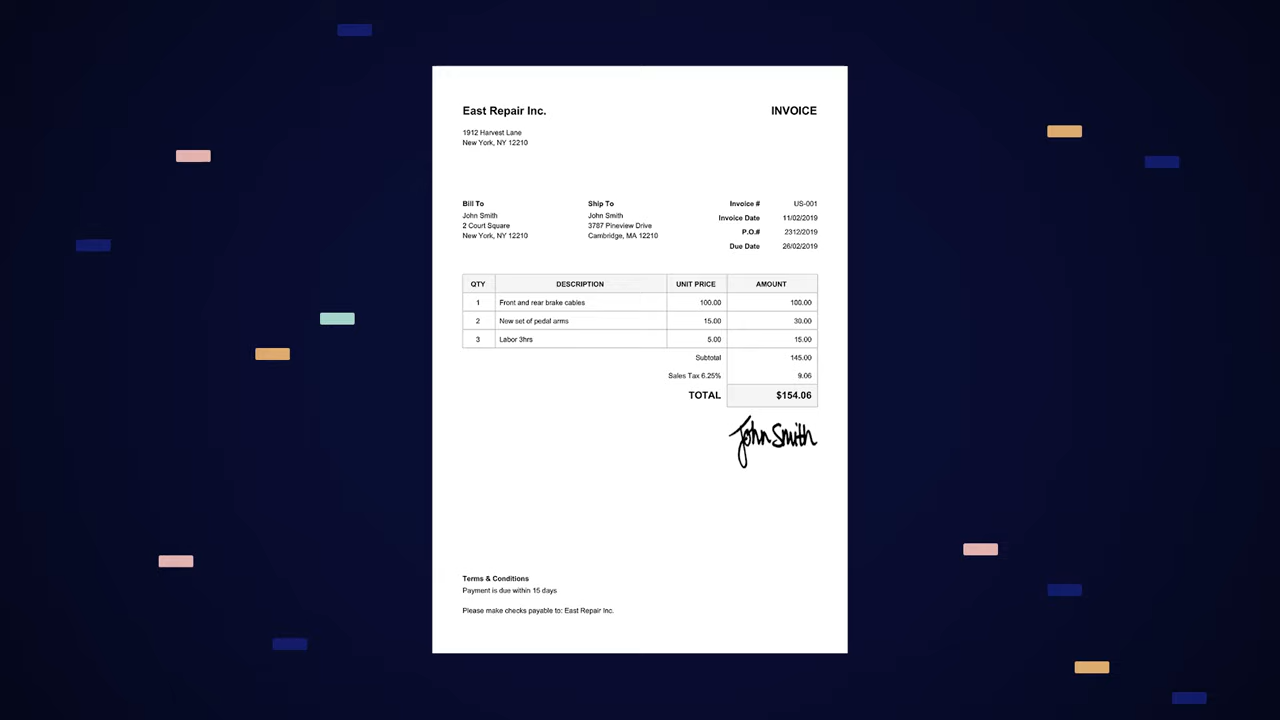 East Repair Inc. INVOICE
1912 Harvest Lane
New York, NY 12210
Bill To Ship To Invoice # US-001
John Smith John Smith Invoice Date 11/02/2019
2 Court Square 3787 Pineview Drive P.O.# 2312/2019
New York, NY 12210 Cambridge, MA 12210 Due Date 26/02/2019
QTY DESCRIPTION UNIT PRICE AMOUNT
1 Front and rear brake cables 100.00 100.00
2 New set of pedal arms 15.00 30.00
3 Labor 3hrs 5.00 15.00
Subtotal 145.00
Sales Tax 6.25% 9.06
TOTAL $154.06
John Smith
Terms & Conditions
Payment is due within 15 days
Please make checks payable to: East Repair Inc.